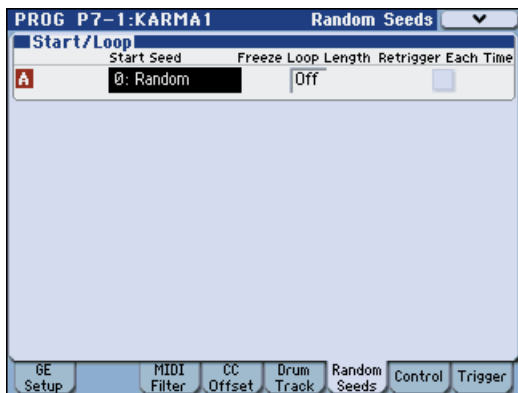 PROG P7-1:KARMA1 Random Seeds
Start/Loop
Start Seed Freeze Loop Length Retrigger Each Time
A 0: Random Off
GE Setup MIDI Filter CC Offset Drum Track Random Seeds Control Trigger